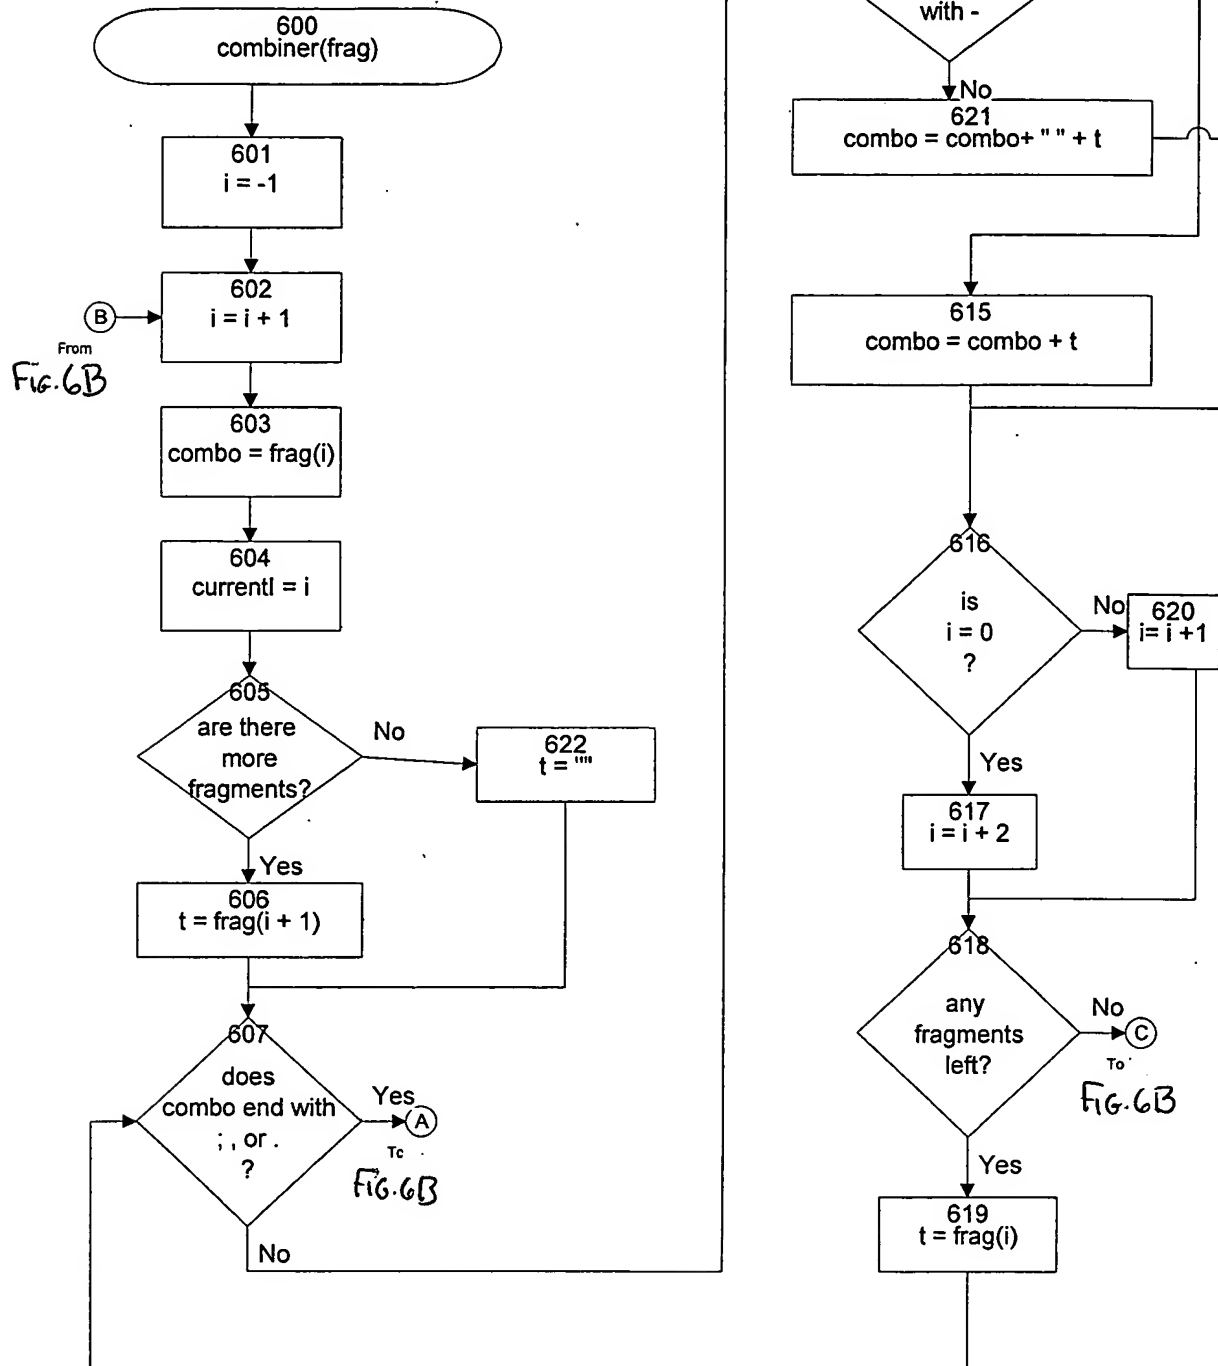 600
combiner(frag)
601
i = -1
602
i = i + 1
B
From
FIG. 6B
603
combo = frag(i)
604
currentI = i
605
are there
more
fragments?
No
622
t = ""
Yes
606
t = frag(i + 1)
607
does
combo end with
; , or .
?
Yes
A
To
FIG. 6B
No
with -
No
621
combo = combo+ " " + t
615
combo = combo + t
616
is
i = 0
?
No
620
i= i +1
Yes
617
i = i + 2
618
any
fragments
left?
No
C
To
FIG. 6B
Yes
619
t = frag(i)